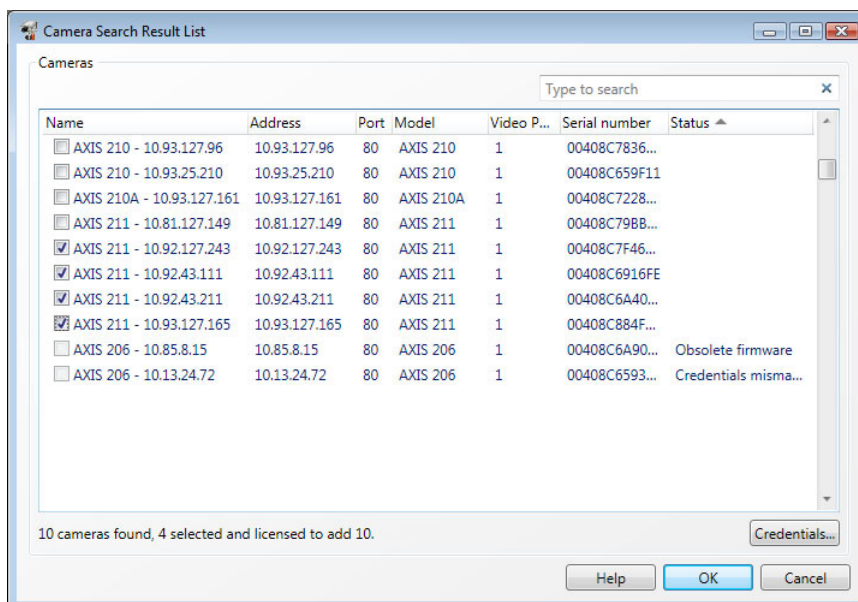 Camera Search Result List
Cameras
Type to search
Name Address Port Model Video P... Serial number Status
AXIS 210 - 10.93.127.96 10.93.127.96 80 AXIS 210 1 00408C7836...
AXIS 210 - 10.93.25.210 10.93.25.210 80 AXIS 210 1 00408C659F11
AXIS 210A - 10.93.127.161 10.93.127.161 80 AXIS 210A 1 00408C7228...
AXIS 211 - 10.81.127.149 10.81.127.149 80 AXIS 211 1 00408C79BB...
AXIS 211 - 10.92.127.243 10.92.127.243 80 AXIS 211 1 00408C7F46...
AXIS 211 - 10.92.43.111 10.92.43.111 80 AXIS 211 1 00408C6916FE
AXIS 211 - 10.92.43.211 10.92.43.211 80 AXIS 211 1 00408C6A40...
AXIS 211 - 10.93.127.165 10.93.127.165 80 AXIS 211 1 00408C884F...
AXIS 206 - 10.85.8.15 10.85.8.15 80 AXIS 206 1 00408C6A90... Obsolete firmware
AXIS 206 - 10.13.24.72 10.13.24.72 80 AXIS 206 1 00408C6593... Credentials misma...
10 cameras found, 4 selected and licensed to add 10.
Credentials...
Help OK Cancel